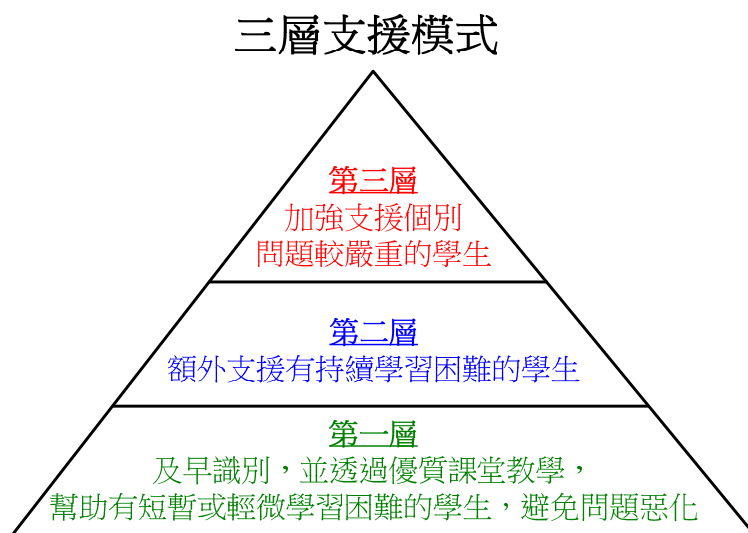 三層支援模式
第三層
加強支援個別
問題較嚴重的學生
第二層
額外支援有持續學習困難的學生
第一層
及早識別，並透過優質課堂教學，
幫助有短暫或輕微學習困難的學生，避免問題惡化